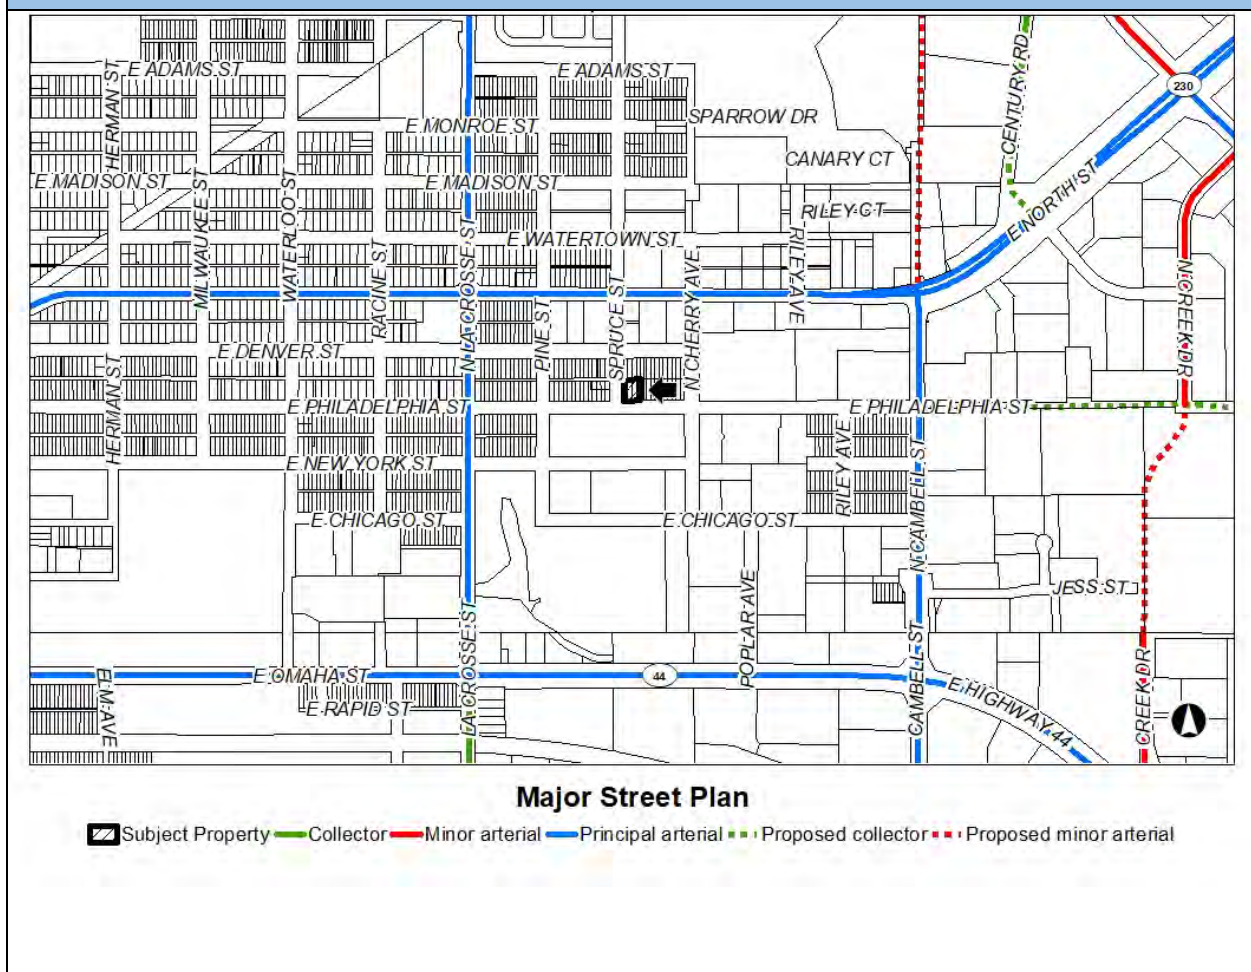 E ADAMS ST
E ADAMS ST
HERMAN ST
CENTURY RD
230
SPARROW DR
E MONROE ST
CANARY CT
E MADISON ST
E MADISON ST
MILWAUKEE ST
WATERLOO ST
RILEY CT
E NORTH ST
N LA CROSSE ST
E WATERTOWN ST
RACINE ST
RILEY AVE
SPRUCE ST
N CHERRY AVE
N CREEK DR
PINE ST
E DENVER ST
HERMAN ST
E PHILADELPHIA ST
E PHILADELPHIA ST
RILEY AVE
E NEW YORK ST
N CAMBELL ST
E CHICAGO ST
E CHICAGO ST
JESS ST
POPLAR AVE
LA CROSSE ST
E OMAHA ST
44
CAMBELL ST
E HIGHWAY 44
CREEK DR
ELM AVE
E RAPID ST
Major Street Plan
Subject Property Collector Minor arterial Principal arterial Proposed collector Proposed minor arterial